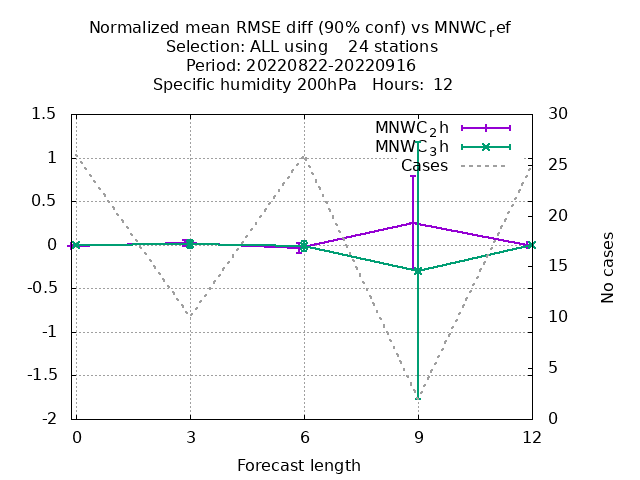 Normalized mean RMSE diff (90% conf) vs MNWC_ref
Selection: ALL using    24 stations
Period: 20220822-20220916
Specific humidity 200hPa   Hours:  12
MNWC_2h
MNWC_3h
Cases
1.5
1
0.5
0
-0.5
-1
-1.5
-2
30
25
20
15
10
5
0
No cases
0
3
6
9
12
Forecast length